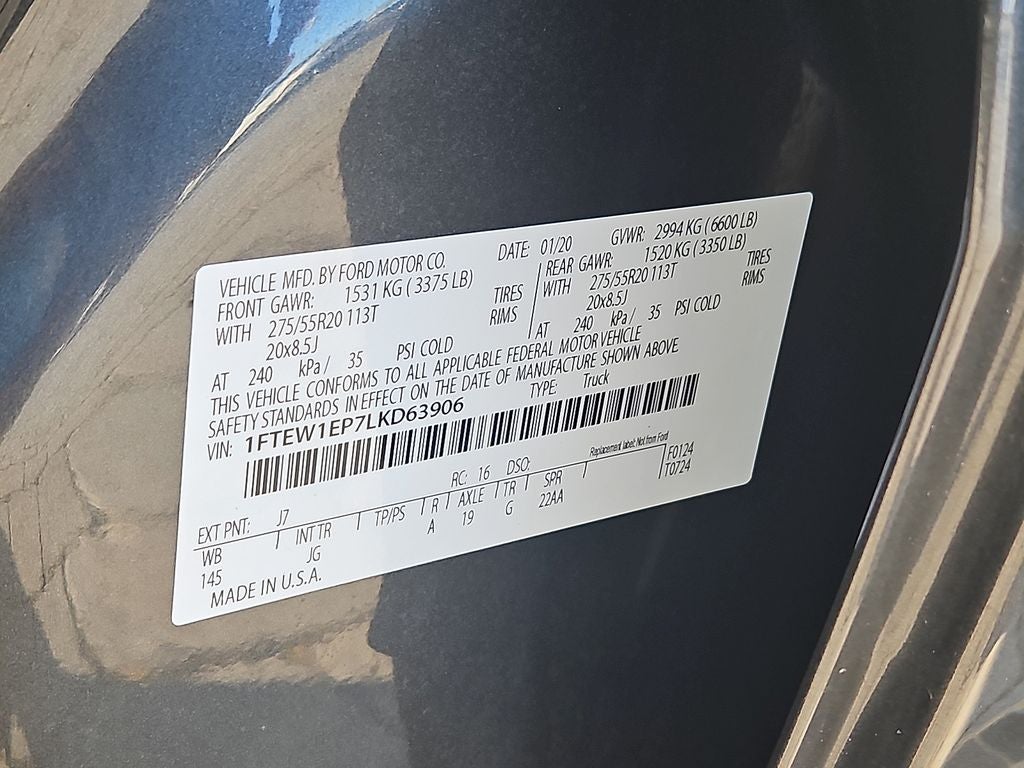 VEHICLE MFD. BY FORD MOTOR CO. DATE: 01/20 GVWR: 2994 KG ( 6600 LB)
FRONT GAWR: 1531 KG ( 3375 LB) REAR GAWR: 1520 KG ( 3350 LB)
WITH 275/55R20 113T TIRES WITH 275/55R20 113T TIRES
20x8.5J RIMS 20x8.5J RIMS
AT 240 kPa/ 35 PSI COLD AT 240 kPa/ 35 PSI COLD
THIS VEHICLE CONFORMS TO ALL APPLICABLE FEDERAL MOTOR VEHICLE
SAFETY STANDARDS IN EFFECT ON THE DATE OF MANUFACTURE SHOWN ABOVE
VIN: 1FTEW1EP7LKD63906 TYPE: Truck
Replacement label: Not from Ford
EXT PNT: J7 RC: 16 DSO: F0124
WB INT TR TP/PS R AXLE TR SPR T0724
145 JG A 19 G 22AA
MADE IN U.S.A.